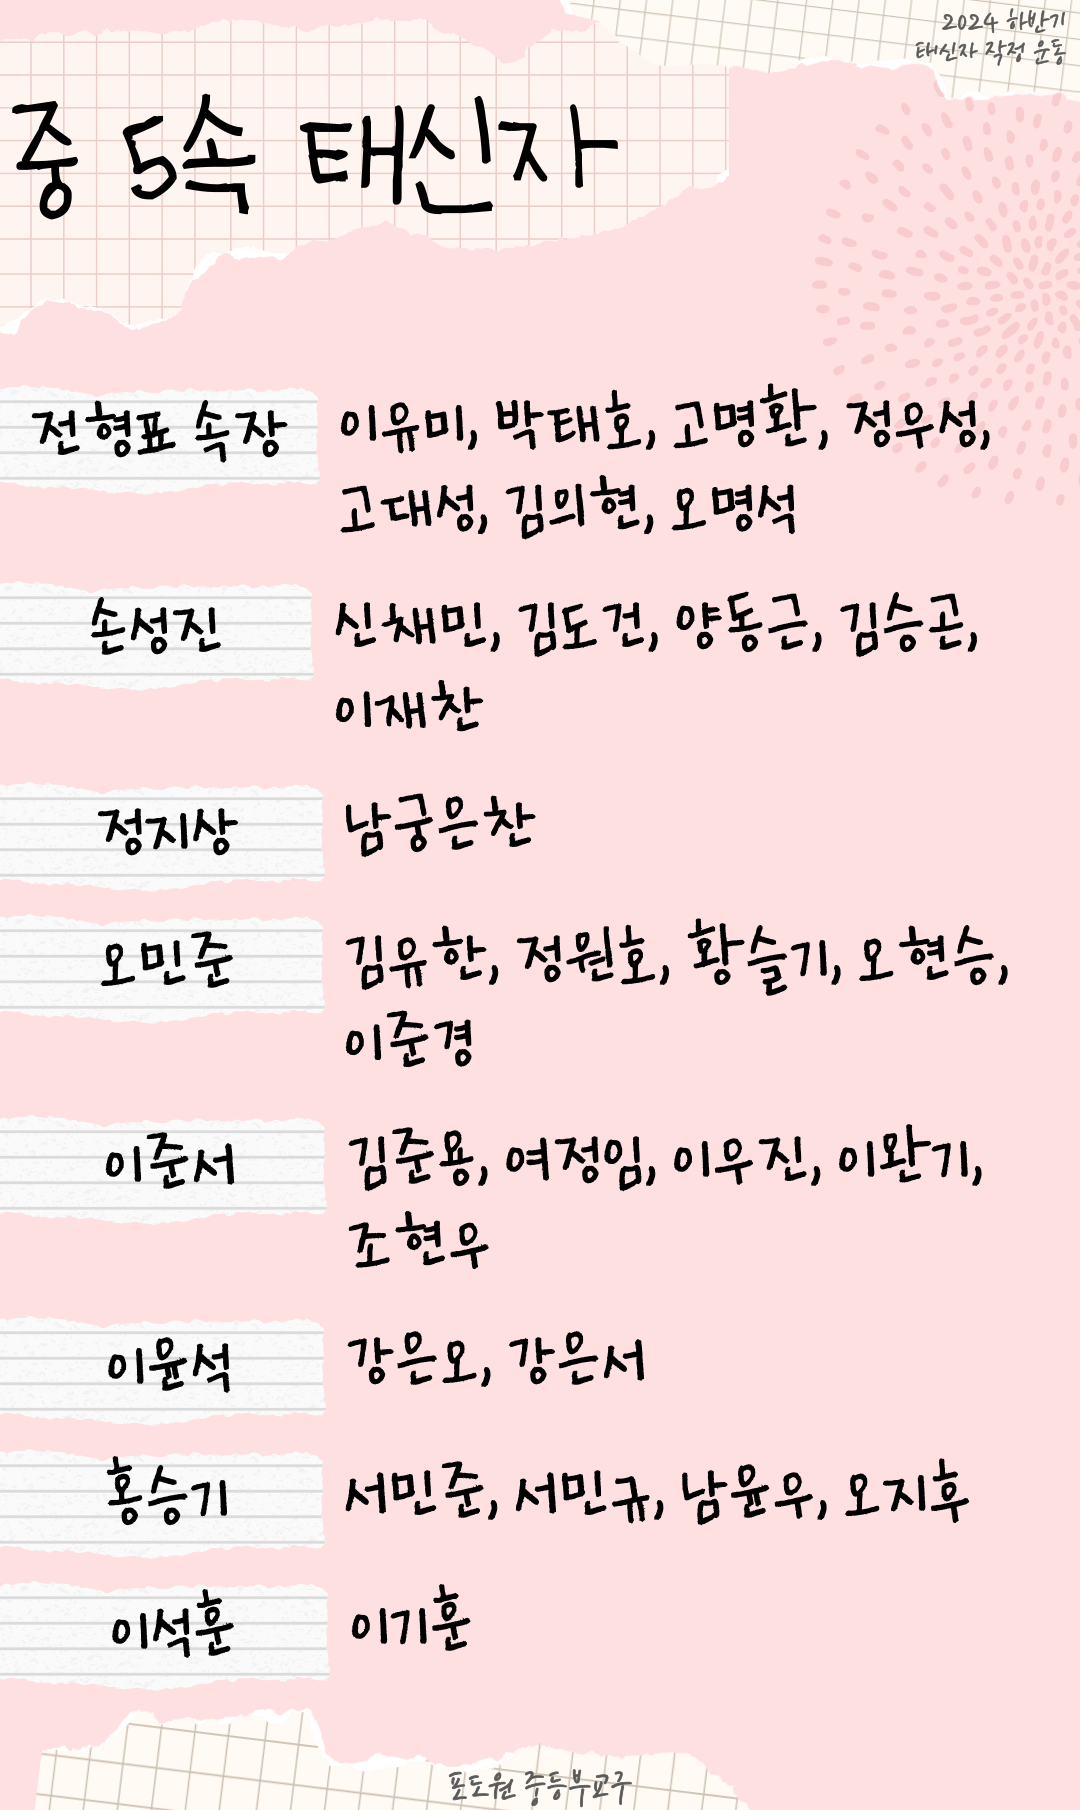 2024 하반기
태신자 작정 운동
중 5속 태신자
전형표 속장 이유미, 박태호, 고명환, 정우성,
고대성, 김의현, 오명석
손성진 신채민, 김도건, 양동근, 김승곤,
이재찬
정지상 남궁은찬
오민준 김유한, 정원호, 황슬기, 오현승,
이준경
이준서 김준용, 여정임, 이우진, 이완기,
조현우
이윤석 강은오, 강은서
홍승기 서민준, 서민규, 남윤우, 오지후
이석훈 이기훈
포도원 중등부교구